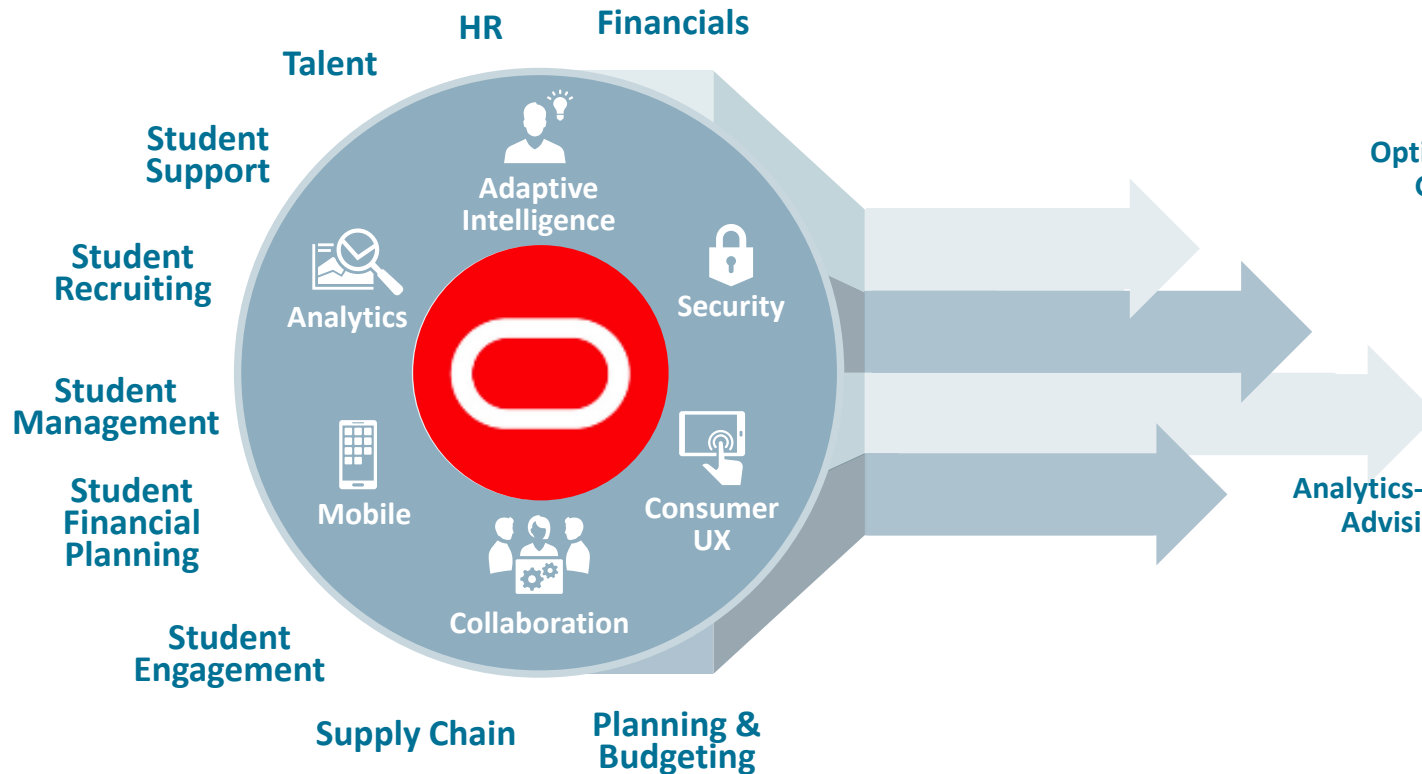 HR
Financials
Talent
Student
Support
Student
Recruiting
Student
Management
Student
Financial
Planning
Student
Engagement
Supply Chain
Planning &
Budgeting
Adaptive
Intelligence
Analytics
Security
Mobile
Consumer
UX
Collaboration
Analytics-